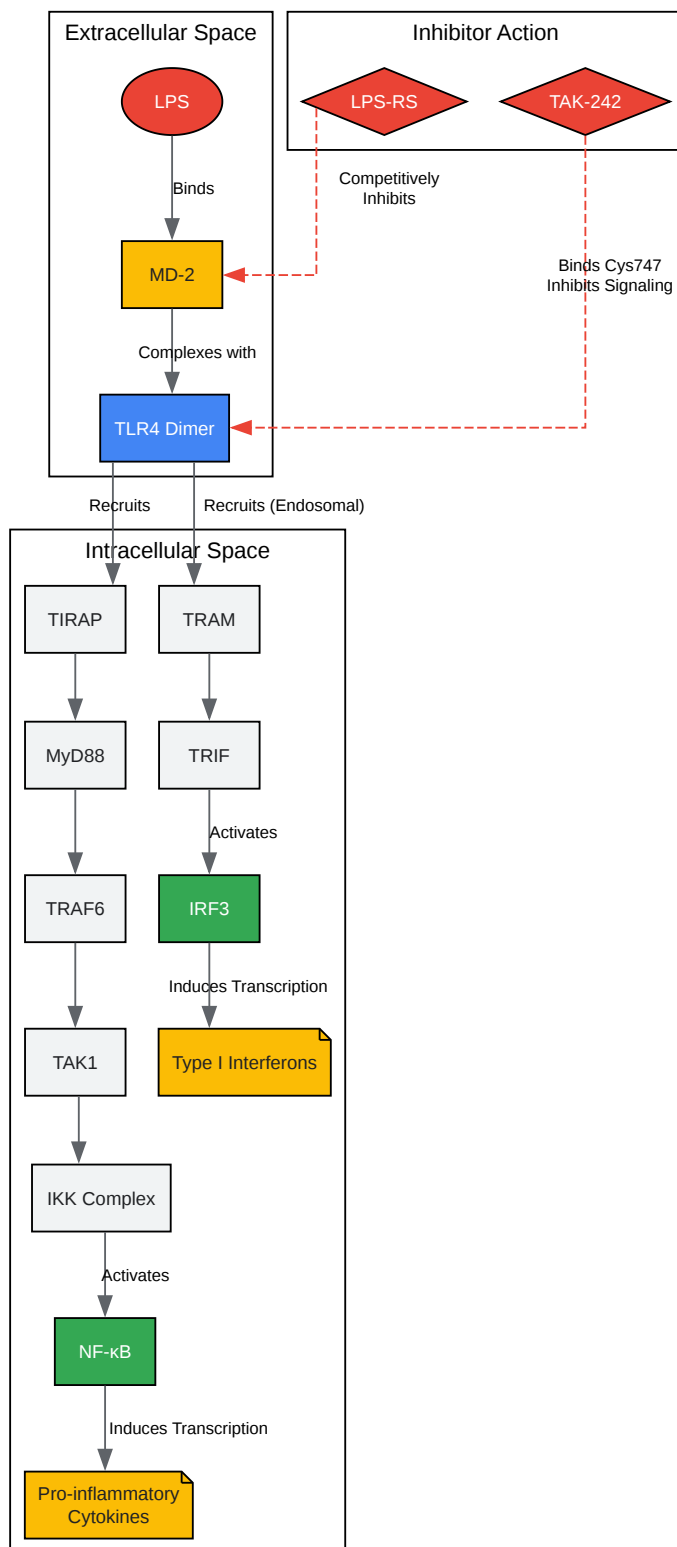 Extracellular Space
Inhibitor Action
LPS
LPS-RS
TAK-242
Binds
Competitively
Inhibits
MD-2
Binds Cys747
Inhibits Signaling
Complexes with
TLR4 Dimer
Recruits
Recruits (Endosomal)
Intracellular Space
TIRAP
TRAM
MyD88
TRIF
Activates
TRAF6
IRF3
Induces Transcription
TAK1
Type I Interferons
IKK Complex
Activates
NF-κB
Induces Transcription
Pro-inflammatory
Cytokines